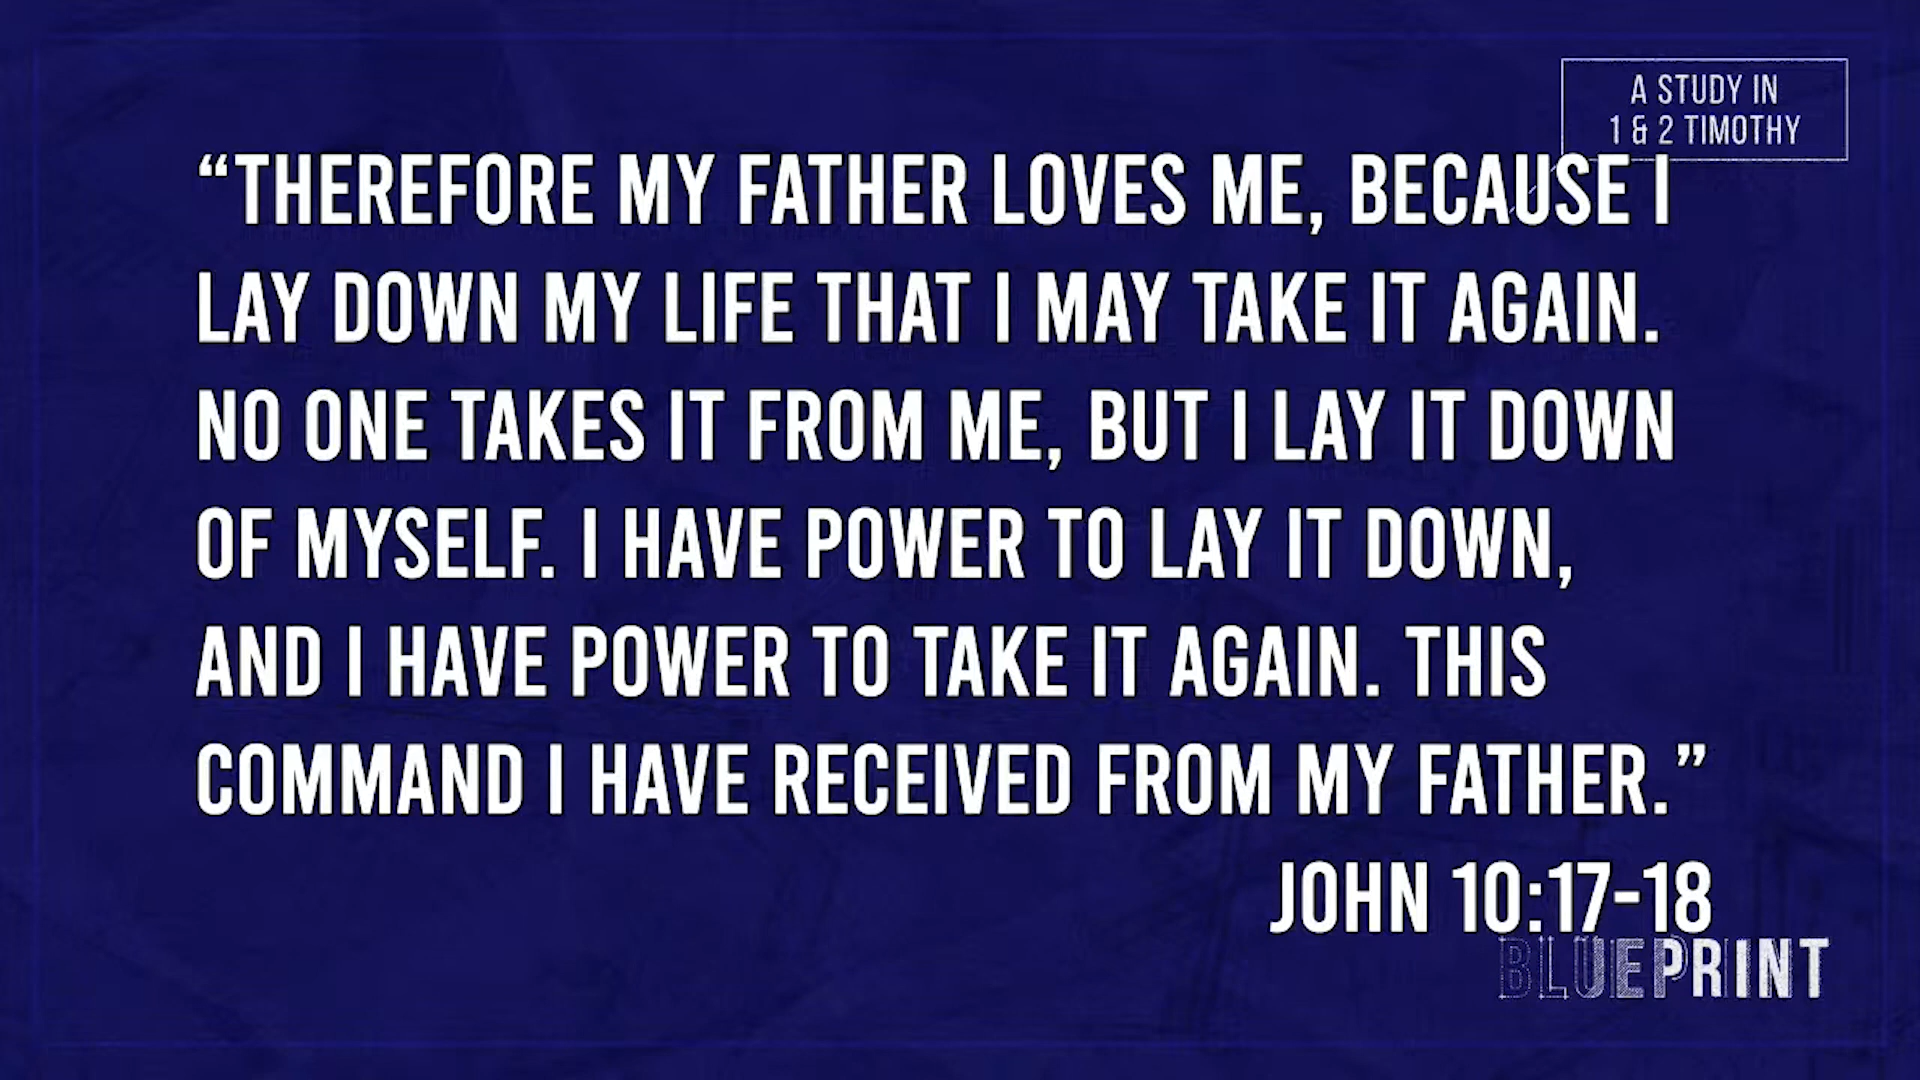 A STUDY IN
1 & 2 TIMOTHY
“THEREFORE MY FATHER LOVES ME, BECAUSE I
LAY DOWN MY LIFE THAT I MAY TAKE IT AGAIN.
NO ONE TAKES IT FROM ME, BUT I LAY IT DOWN
OF MYSELF. I HAVE POWER TO LAY IT DOWN,
AND I HAVE POWER TO TAKE IT AGAIN. THIS
COMMAND I HAVE RECEIVED FROM MY FATHER.”
JOHN 10:17-18
BLUEPRINT